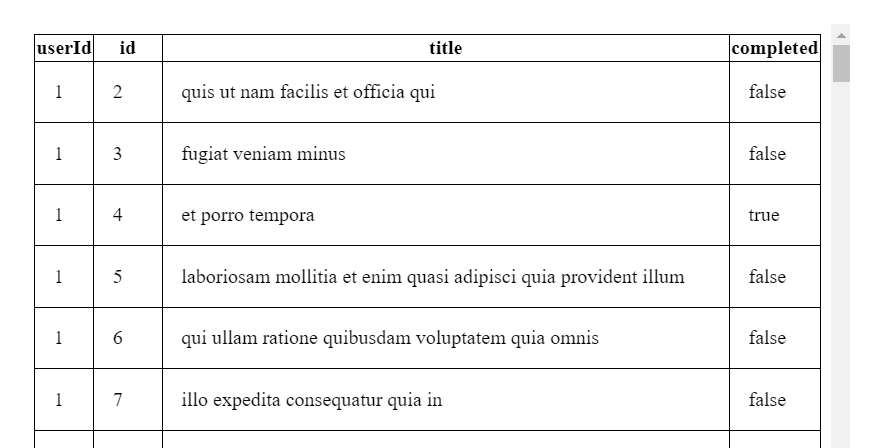 userId id title completed
1 2 quis ut nam facilis et officia qui false
1 3 fugiat veniam minus false
1 4 et porro tempora true
1 5 laboriosam mollitia et enim quasi adipisci quia provident illum false
1 6 qui ullam ratione quibusdam voluptatem quia omnis false
1 7 illo expedita consequatur quia in false